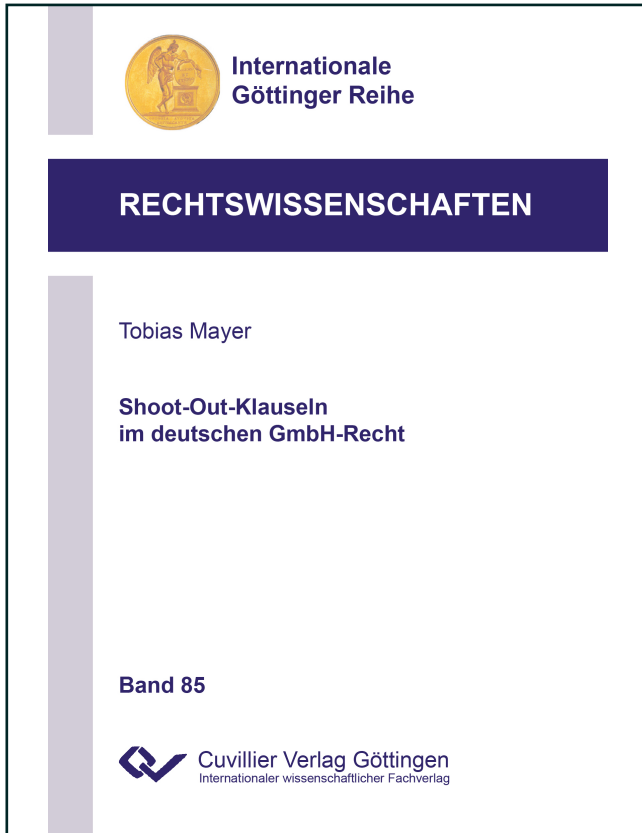 Internationale
Göttinger Reihe
RECHTSWISSENSCHAFTEN
Tobias Mayer
Shoot-Out-Klauseln
im deutschen GmbH-Recht
Band 85
Cuvillier Verlag Göttingen
Internationaler wissenschaftlicher Fachverlag